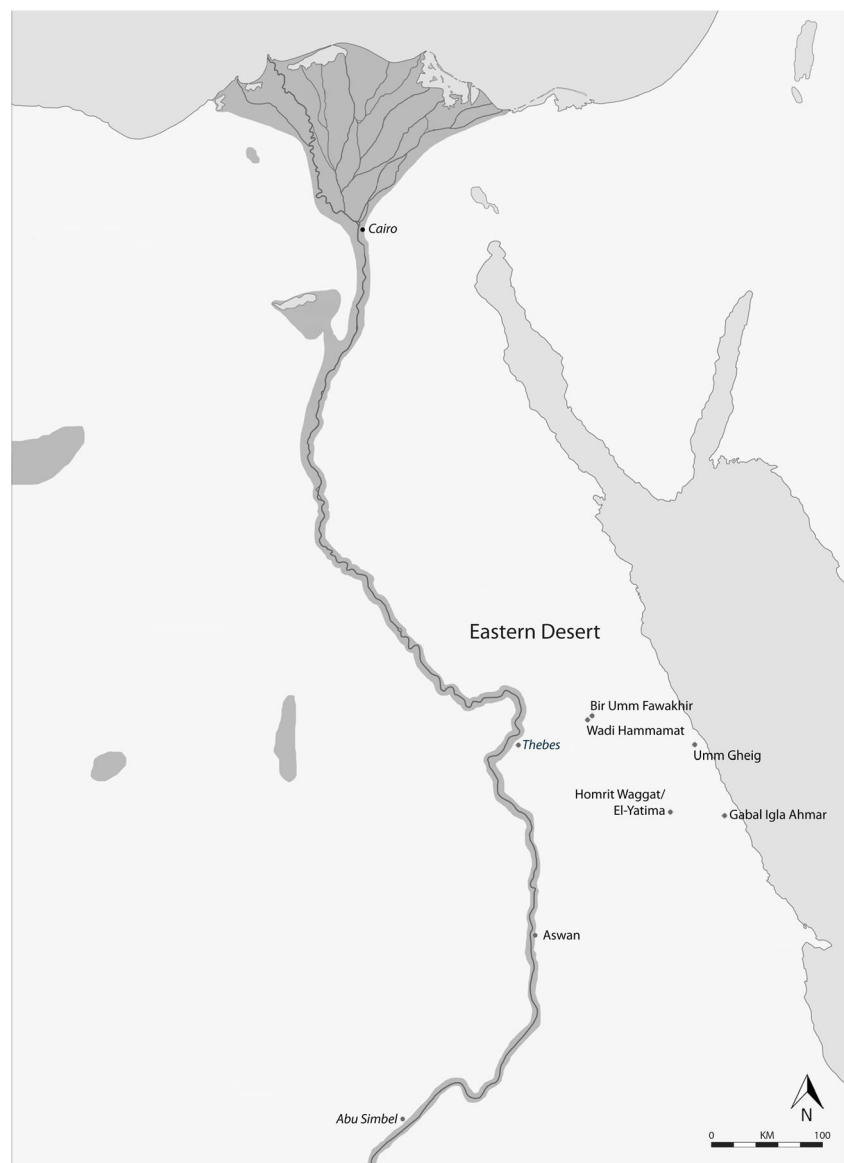 Cairo
Eastern Desert
Bir Umm Fawakhir
Wadi Hammamat
Thebes
Umm Gheig
Homrit Waggat/
El-Yatima
Gabal Igla Ahmar
Aswan
Abu Simbel
N
0 KM 100